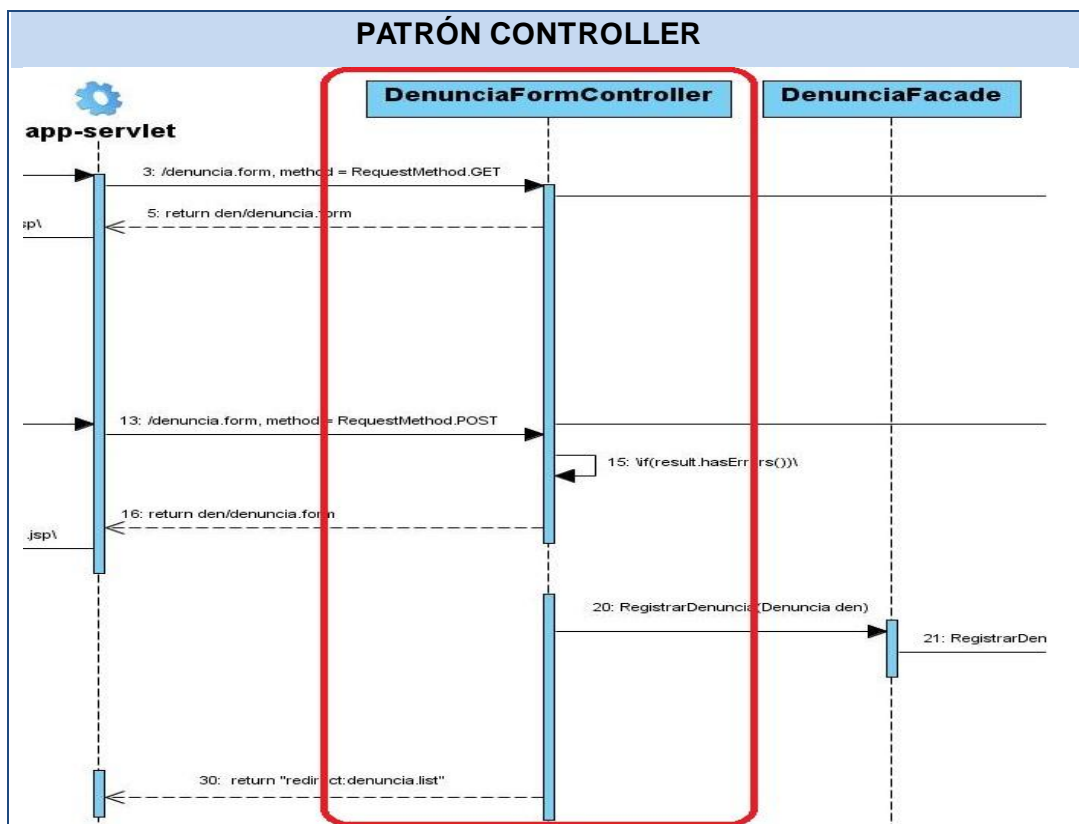 PATRÓN CONTROLLER
app-servlet
DenunciaFormController
DenunciaFacade
3: /denuncia.form, method = RequestMethod.GET
5: return den/denuncia.form
sp\
13: /denuncia.form, method = RequestMethod.POST
15: \if(result.hasErrors())\
16: return den/denuncia.form
.jsp\
20: RegistrarDenuncia(Denuncia den)
21: RegistrarDen
30: return "redirect:denuncia.list"